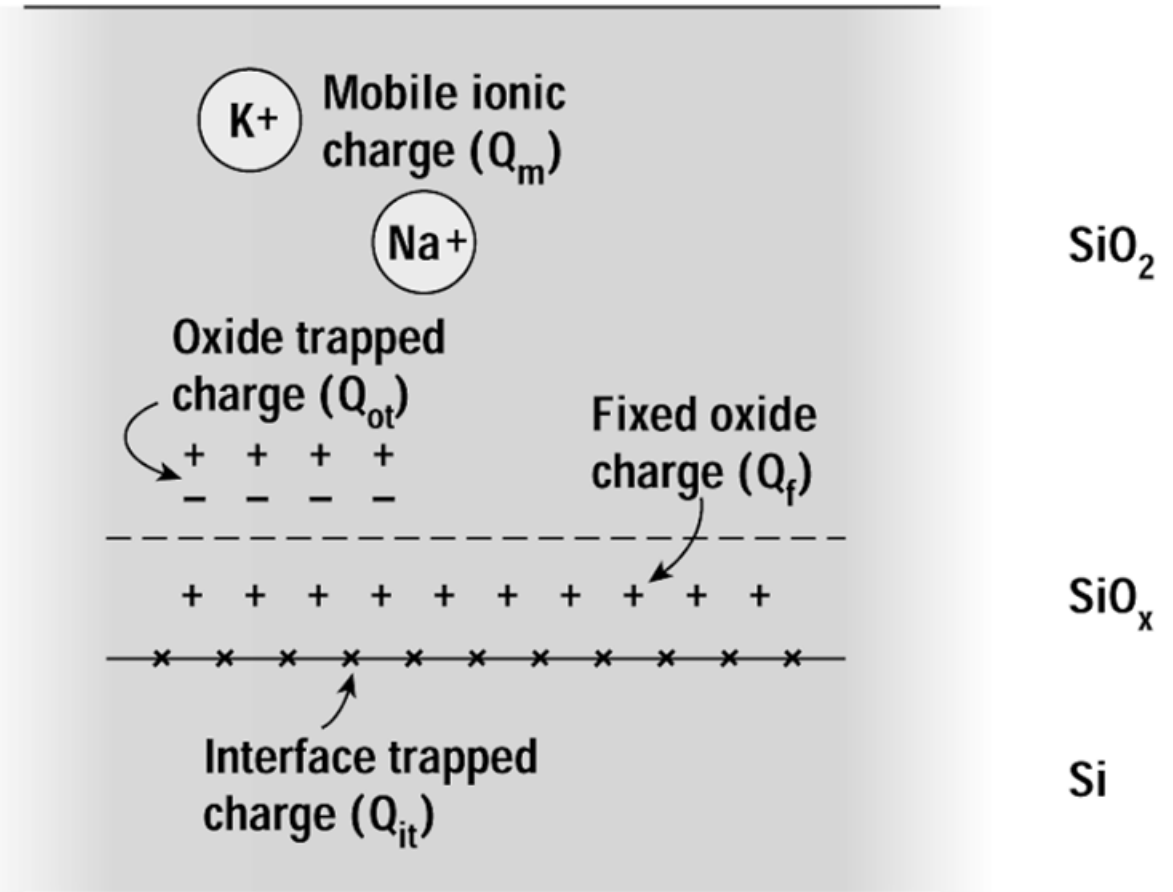 K+
Mobile ionic
charge (Qm)
Na+
SiO2
Oxide trapped
charge (Qot)
+ + + +
− − − −
Fixed oxide
charge (Qf)
+ + + + + + + + + +
SiOx
× × × × × × × × × × ×
Interface trapped
charge (Qit)
Si